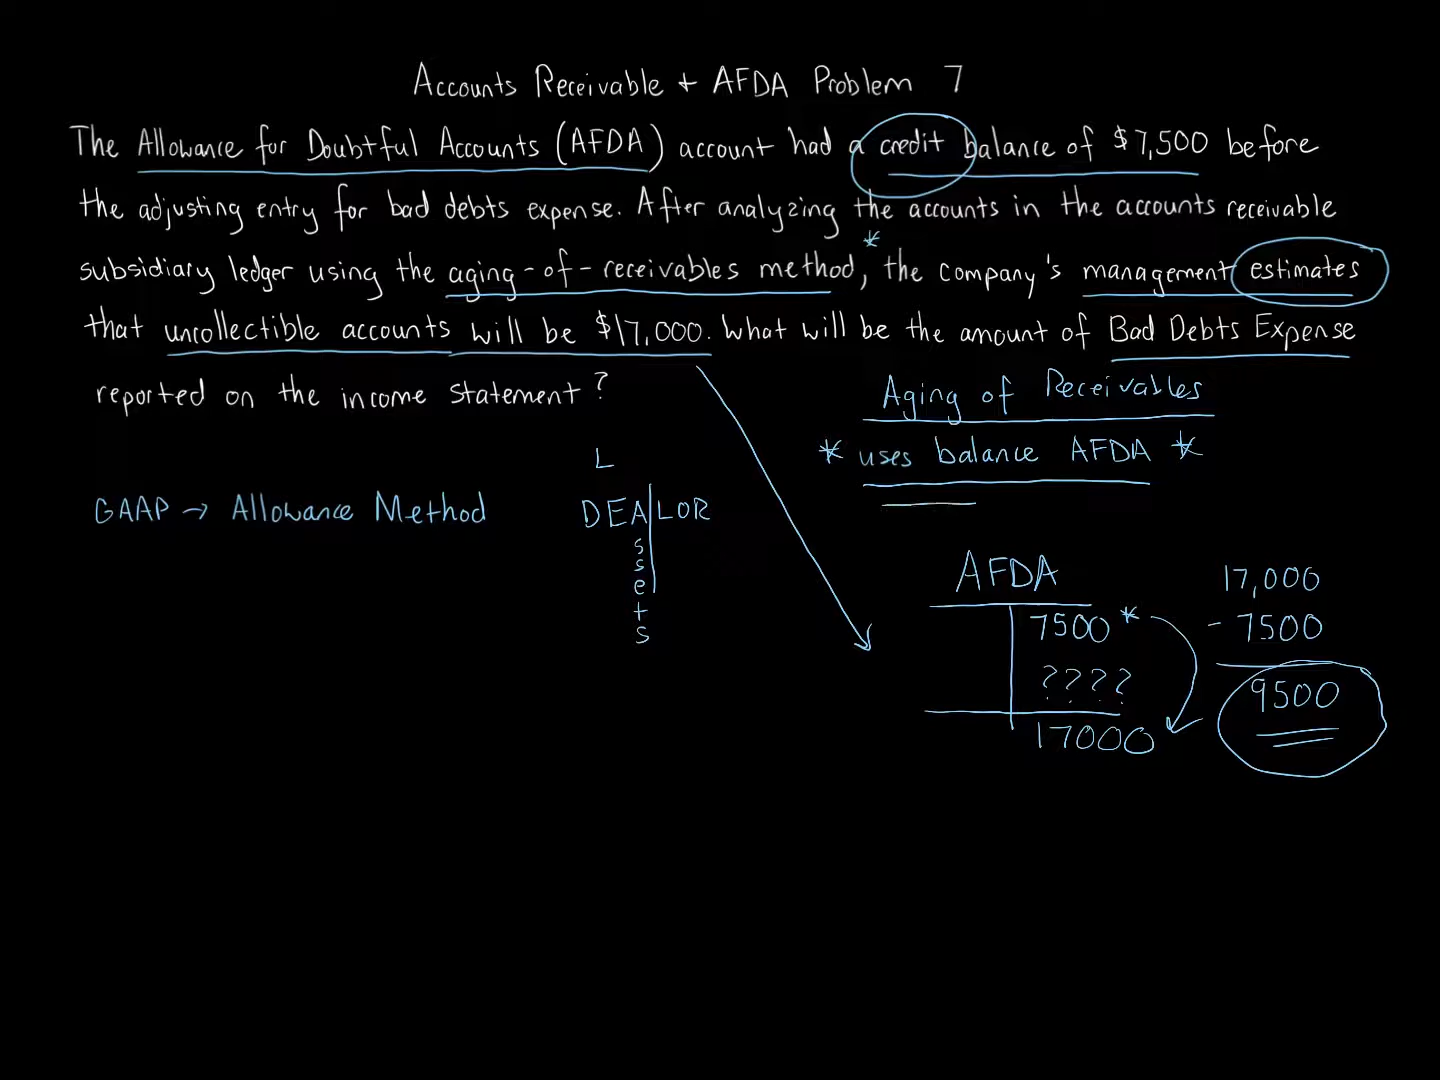 Accounts Receivable + AFDA Problem 7
The Allowance for Doubtful Accounts (AFDA) account had a credit balance of $7,500 before
the adjusting entry for bad debts expense. After analyzing the accounts in the accounts receivable
subsidiary ledger using the aging-of-receivables method*, the company's management estimates
that uncollectible accounts will be $17,000. What will be the amount of Bad Debts Expense
reported on the income statement?
Aging of Receivables
* uses balance AFDA *
GAAP → Allowance Method
L
DEA|LOR
s
s
e
t
s
AFDA
7500 *
????
17000
17,000
- 7500
9500